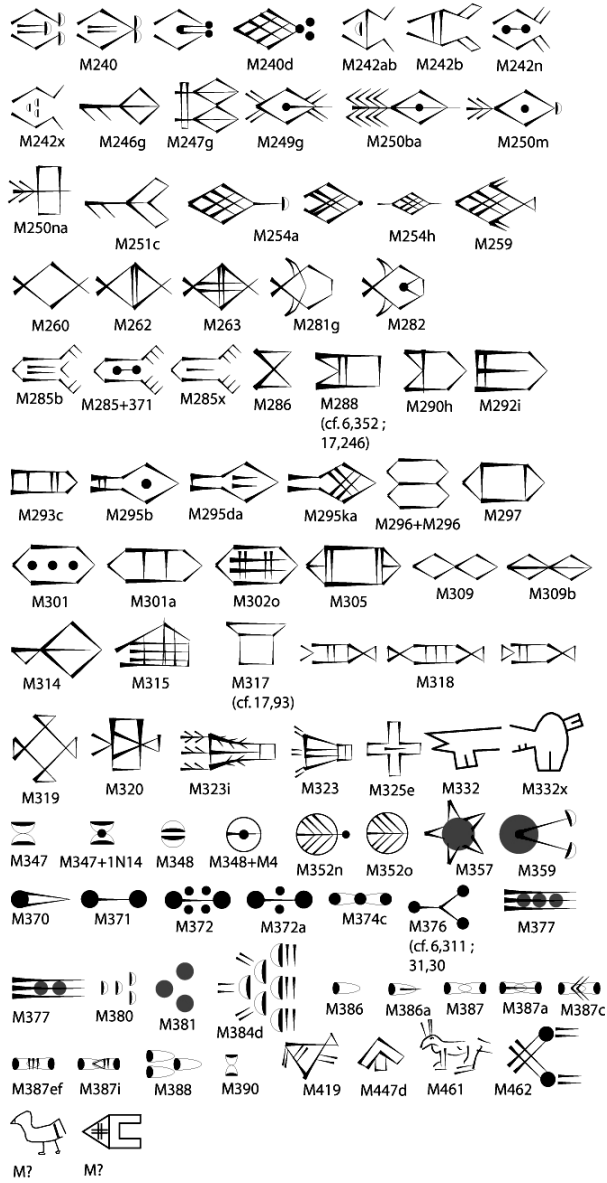 M240 M240d M242ab M242b M242n
M242x M246g M247g M249g M250ba M250m
M250na M251c M254a M254h M259
M260 M262 M263 M281g M282
M285b M285+371 M285x M286 M288 M290h M292i
(cf. 6,352 ;
17,246)
M293c M295b M295da M295ka M296+M296 M297
M301 M301a M302o M305 M309 M309b
M314 M315 M317 M318
(cf. 17,93)
M319 M320 M323i M323 M325e M332 M332x
M347 M347+1N14 M348 M348+M4 M352n M352o M357 M359
M370 M371 M372 M372a M374c M376 M377
(cf. 6,311 ;
31,30
M377 M380 M381 M384d M386 M386a M387 M387a M387c
M387ef M387i M388 M390 M419 M447d M461 M462
M? M?